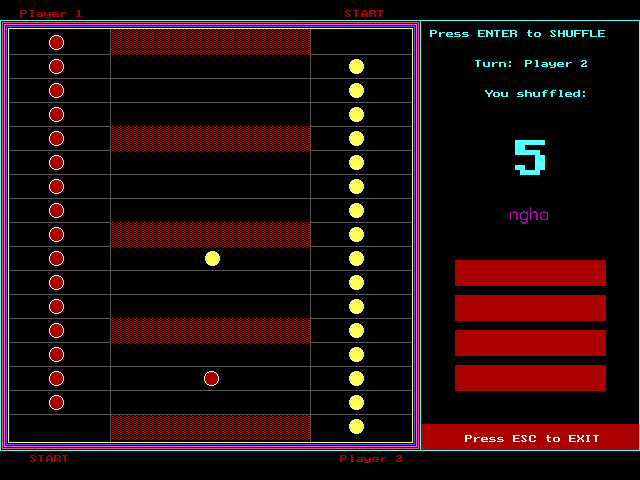 Player 1
START
Press ENTER to SHUFFLE
Turn: Player 2
You shuffled:
5
ngha
Press ESC to EXIT
START
Player 2